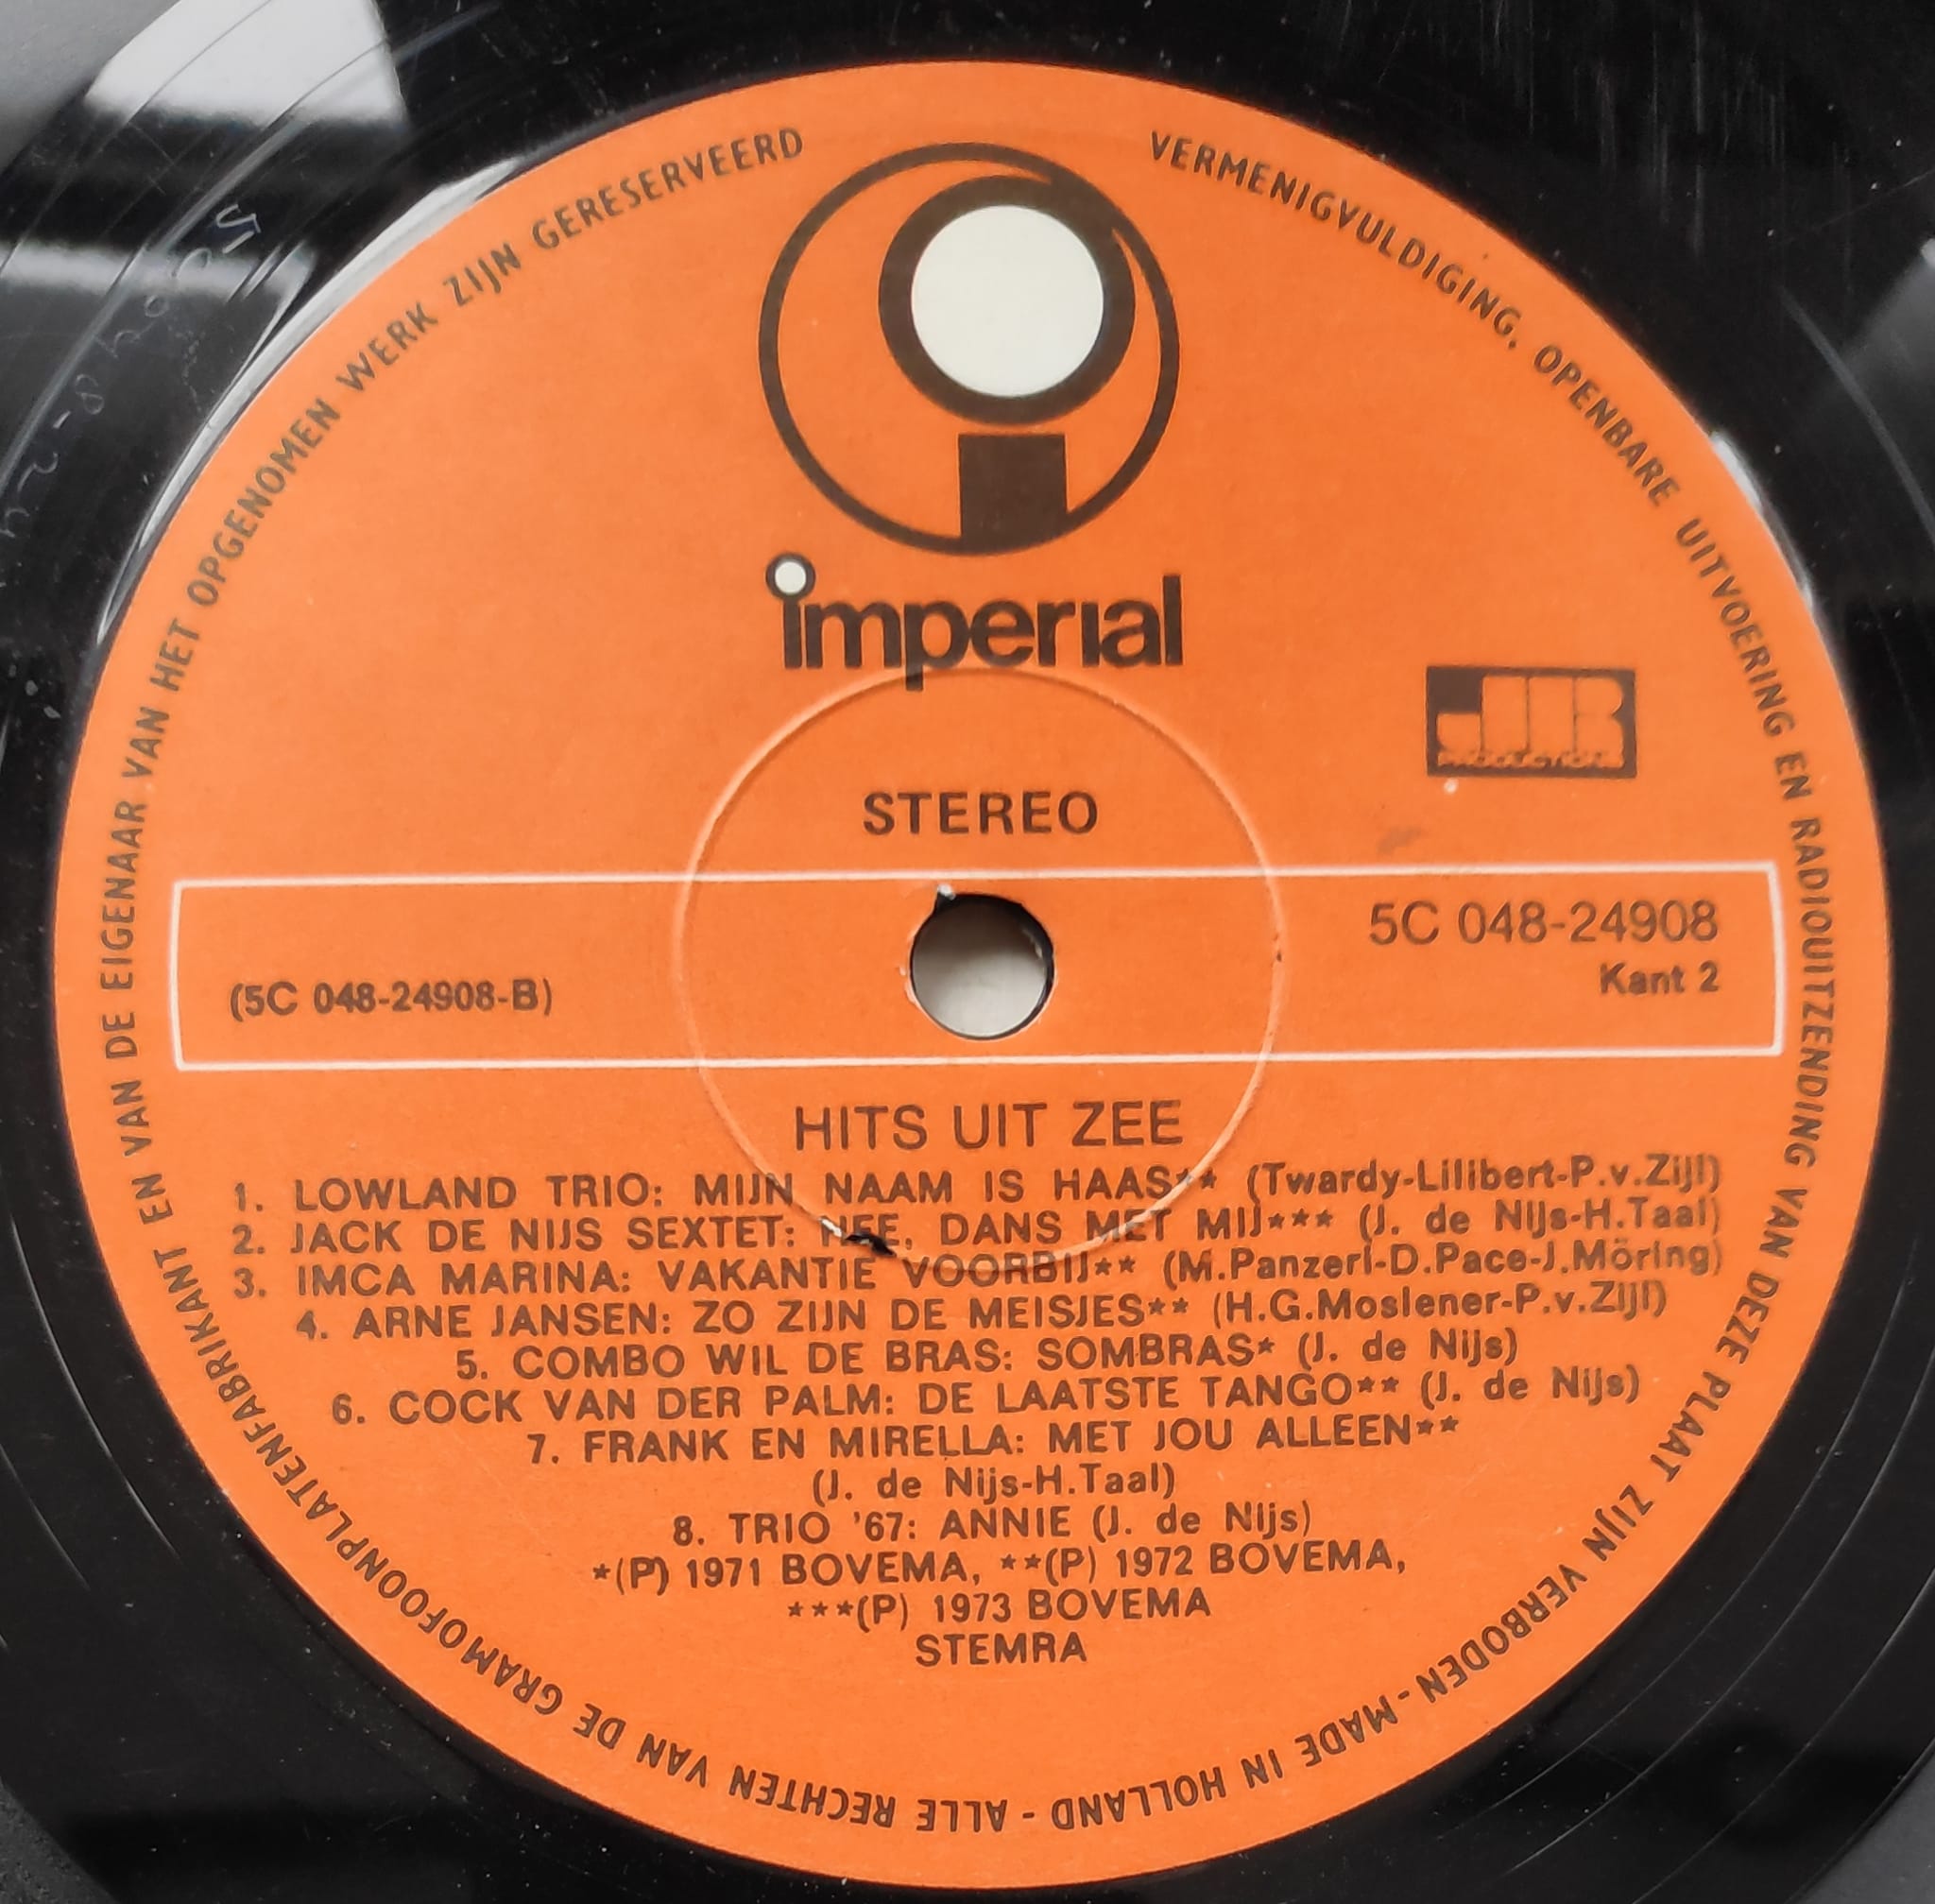 VERMENIGVULDIGING, OPENBARE UITVOERING EN RADIOUITZENDING VAN DEZE PLAAT ZIJN VERBODEN - MADE IN HOLLAND - ALLE RECHTEN VAN DE GRAMOFOONPLATENFABRIKANT EN VAN DE EIGENAAR VAN HET OPGENOMEN WERK ZIJN GERESERVEERD
imperial
JR
PRODUCTIONS
STEREO
5C 048-24908
Kant 2
(5C 048-24908-B)
HITS UIT ZEE
1. LOWLAND TRIO: MIJN NAAM IS HAAS** (Twardy-Lilibert-P.v.Zijl)
2. JACK DE NIJS SEXTET: NEE, DANS MET MIJ*** (J. de Nijs-H.Taal)
3. IMCA MARINA: VAKANTIE VOORBIJ** (M.Panzeri-D.Pace-J.Möring)
4. ARNE JANSEN: ZO ZIJN DE MEISJES** (H.G.Moslener-P.v.Zijl)
5. COMBO WIL DE BRAS: SOMBRAS* (J. de Nijs)
6. COCK VAN DER PALM: DE LAATSTE TANGO** (J. de Nijs)
7. FRANK EN MIRELLA: MET JOU ALLEEN**
(J. de Nijs-H.Taal)
8. TRIO '67: ANNIE (J. de Nijs)
*(P) 1971 BOVEMA, **(P) 1972 BOVEMA,
***(P) 1973 BOVEMA
STEMRA